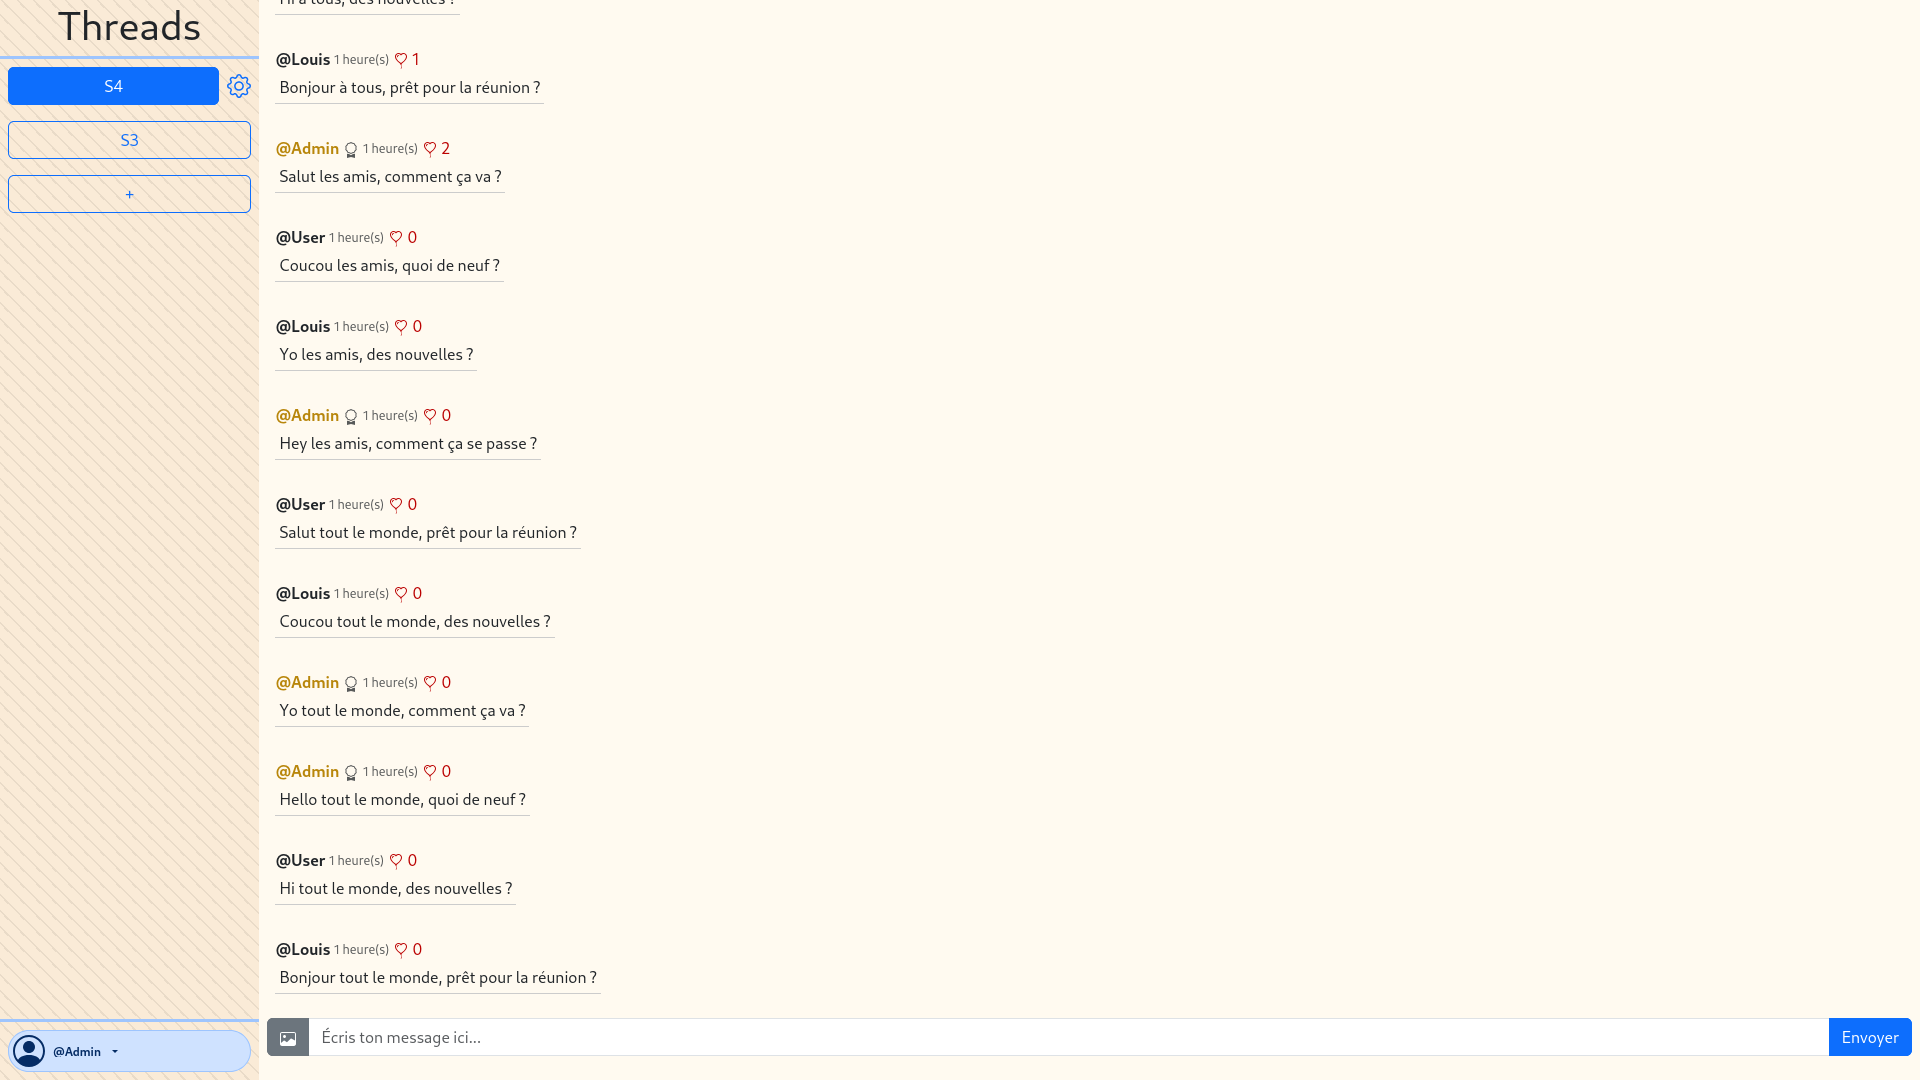 Threads
S4
S3
+
@Admin
Hi à tous, des nouvelles ?
@Louis 1 heure(s) 1
Bonjour à tous, prêt pour la réunion ?
@Admin 1 heure(s) 2
Salut les amis, comment ça va ?
@User 1 heure(s) 0
Coucou les amis, quoi de neuf ?
@Louis 1 heure(s) 0
Yo les amis, des nouvelles ?
@Admin 1 heure(s) 0
Hey les amis, comment ça se passe ?
@User 1 heure(s) 0
Salut tout le monde, prêt pour la réunion ?
@Louis 1 heure(s) 0
Coucou tout le monde, des nouvelles ?
@Admin 1 heure(s) 0
Yo tout le monde, comment ça va ?
@Admin 1 heure(s) 0
Hello tout le monde, quoi de neuf ?
@User 1 heure(s) 0
Hi tout le monde, des nouvelles ?
@Louis 1 heure(s) 0
Bonjour tout le monde, prêt pour la réunion ?
Écris ton message ici...
Envoyer